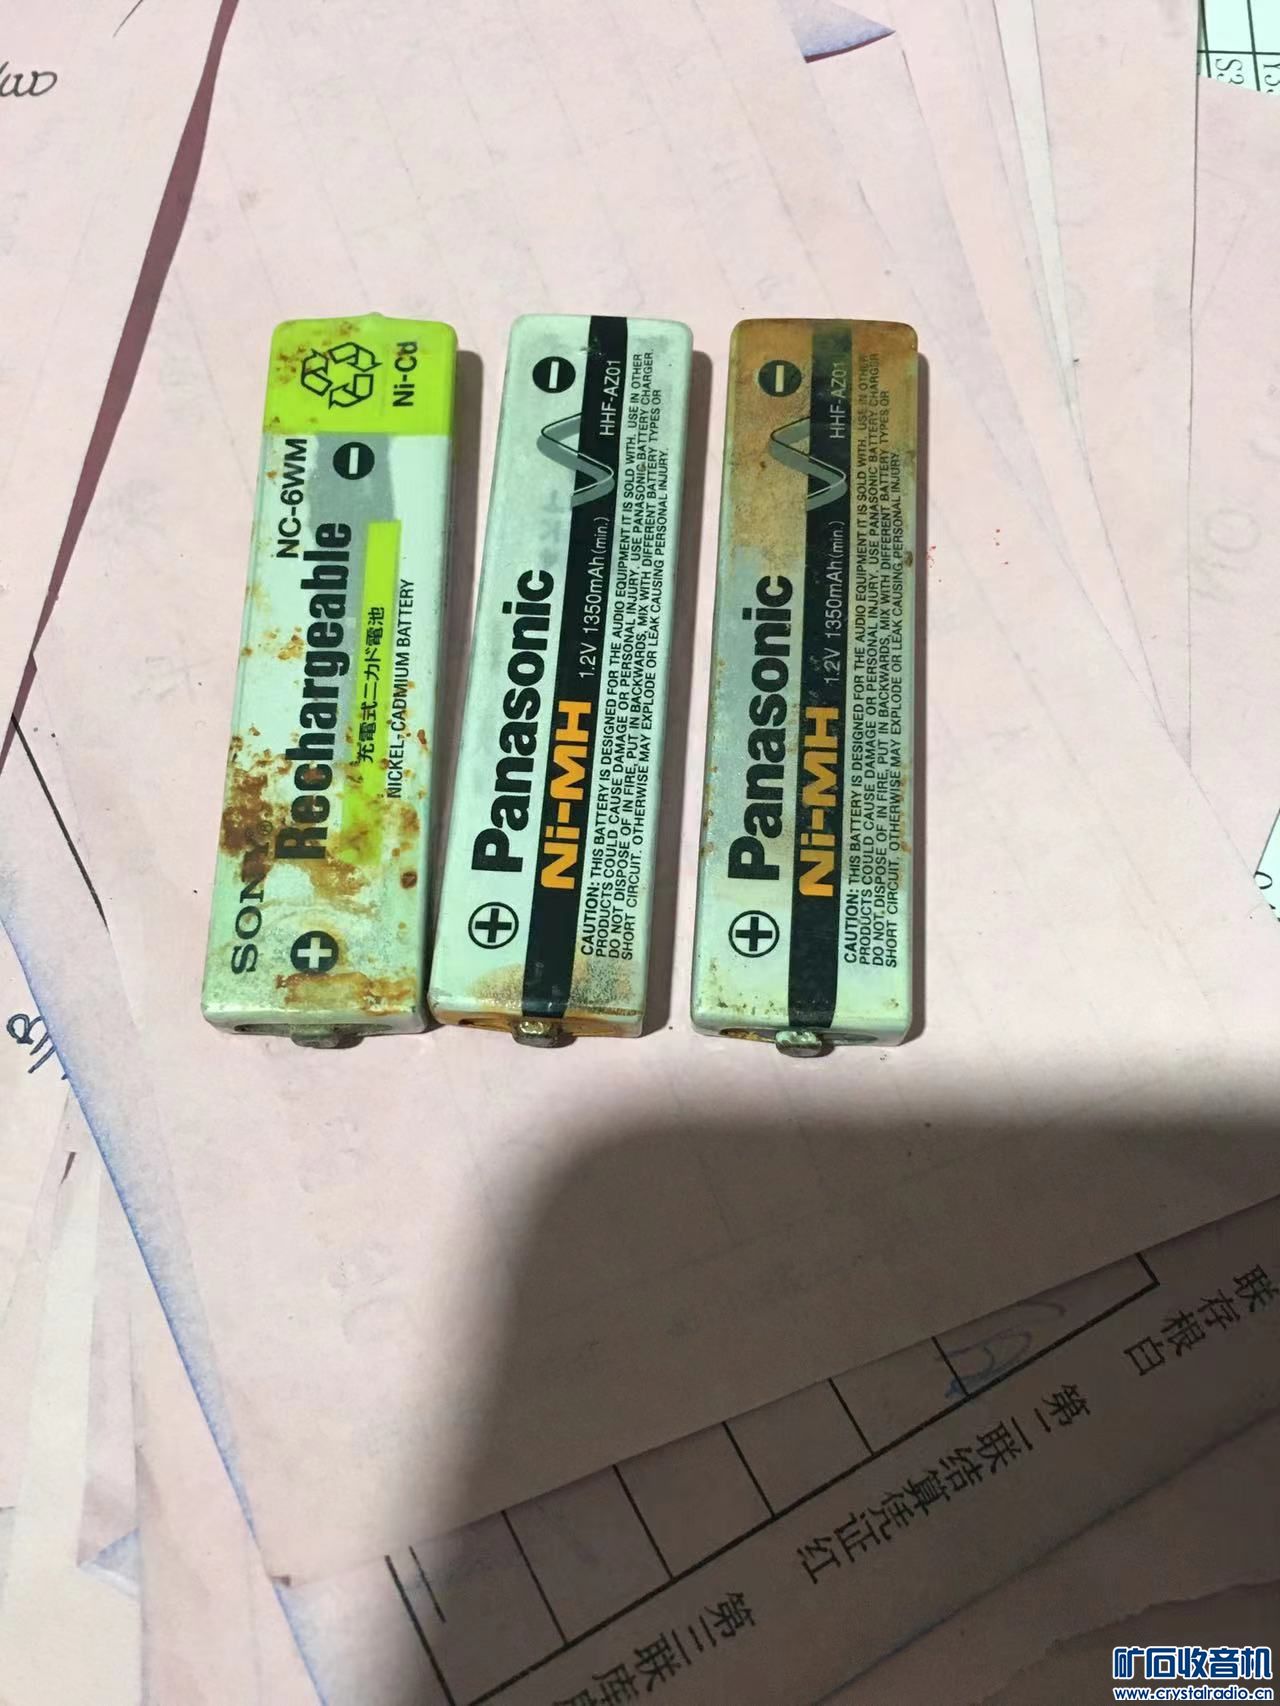 Ni-Cd
NC-6WM
SONY®
Rechargeable
充電式ニカド電池
NICKEL-CADMIUM BATTERY
Panasonic
Ni-MH
1.2V 1350mAh(min.)
HHF-AZ01
CAUTION: THIS BATTERY IS DESIGNED FOR THE AUDIO EQUIPMENT IT IS SOLD WITH. USE IN OTHER
PRODUCTS COULD CAUSE DAMAGE OR PERSONAL INJURY. USE PANASONIC BATTERY CHARGER.
DO NOT DISPOSE OF IN FIRE, PUT IN BACKWARDS, MIX WITH DIFFERENT BATTERY TYPES OR
SHORT CIRCUIT. OTHERWISE MAY EXPLODE OR LEAK CAUSING PERSONAL INJURY.
Panasonic
Ni-MH
1.2V 1350mAh(min.)
HHF-AZ01
CAUTION: THIS BATTERY IS DESIGNED FOR THE AUDIO EQUIPMENT IT IS SOLD WITH. USE IN OTHER
PRODUCTS COULD CAUSE DAMAGE OR PERSONAL INJURY. USE PANASONIC BATTERY CHARGER
DO NOT DISPOSE OF IN FIRE, PUT IN BACKWARDS, MIX WITH DIFFERENT BATTERY TYPES OR
SHORT CIRCUIT. OTHERWISE MAY EXPLODE OR LEAK CAUSING PERSONAL INJURY.
联存根白
第二联结算凭证红
第三联库
矿石收音机
www.crystalradio.cn